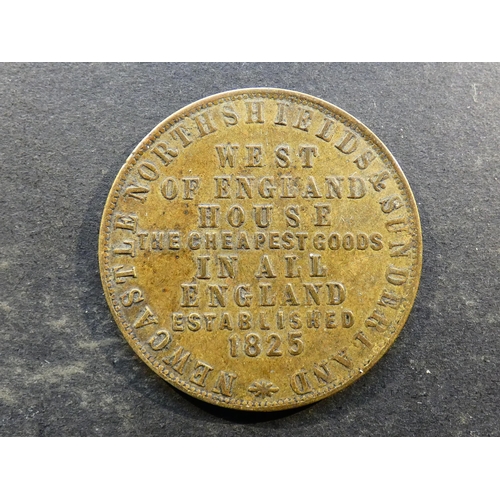 NEWCASTLE NORTH SHIELDS & SUNDERLAND
WEST
OF ENGLAND
HOUSE
THE CHEAPEST GOODS
IN ALL
ENGLAND
ESTABLISHED
1825